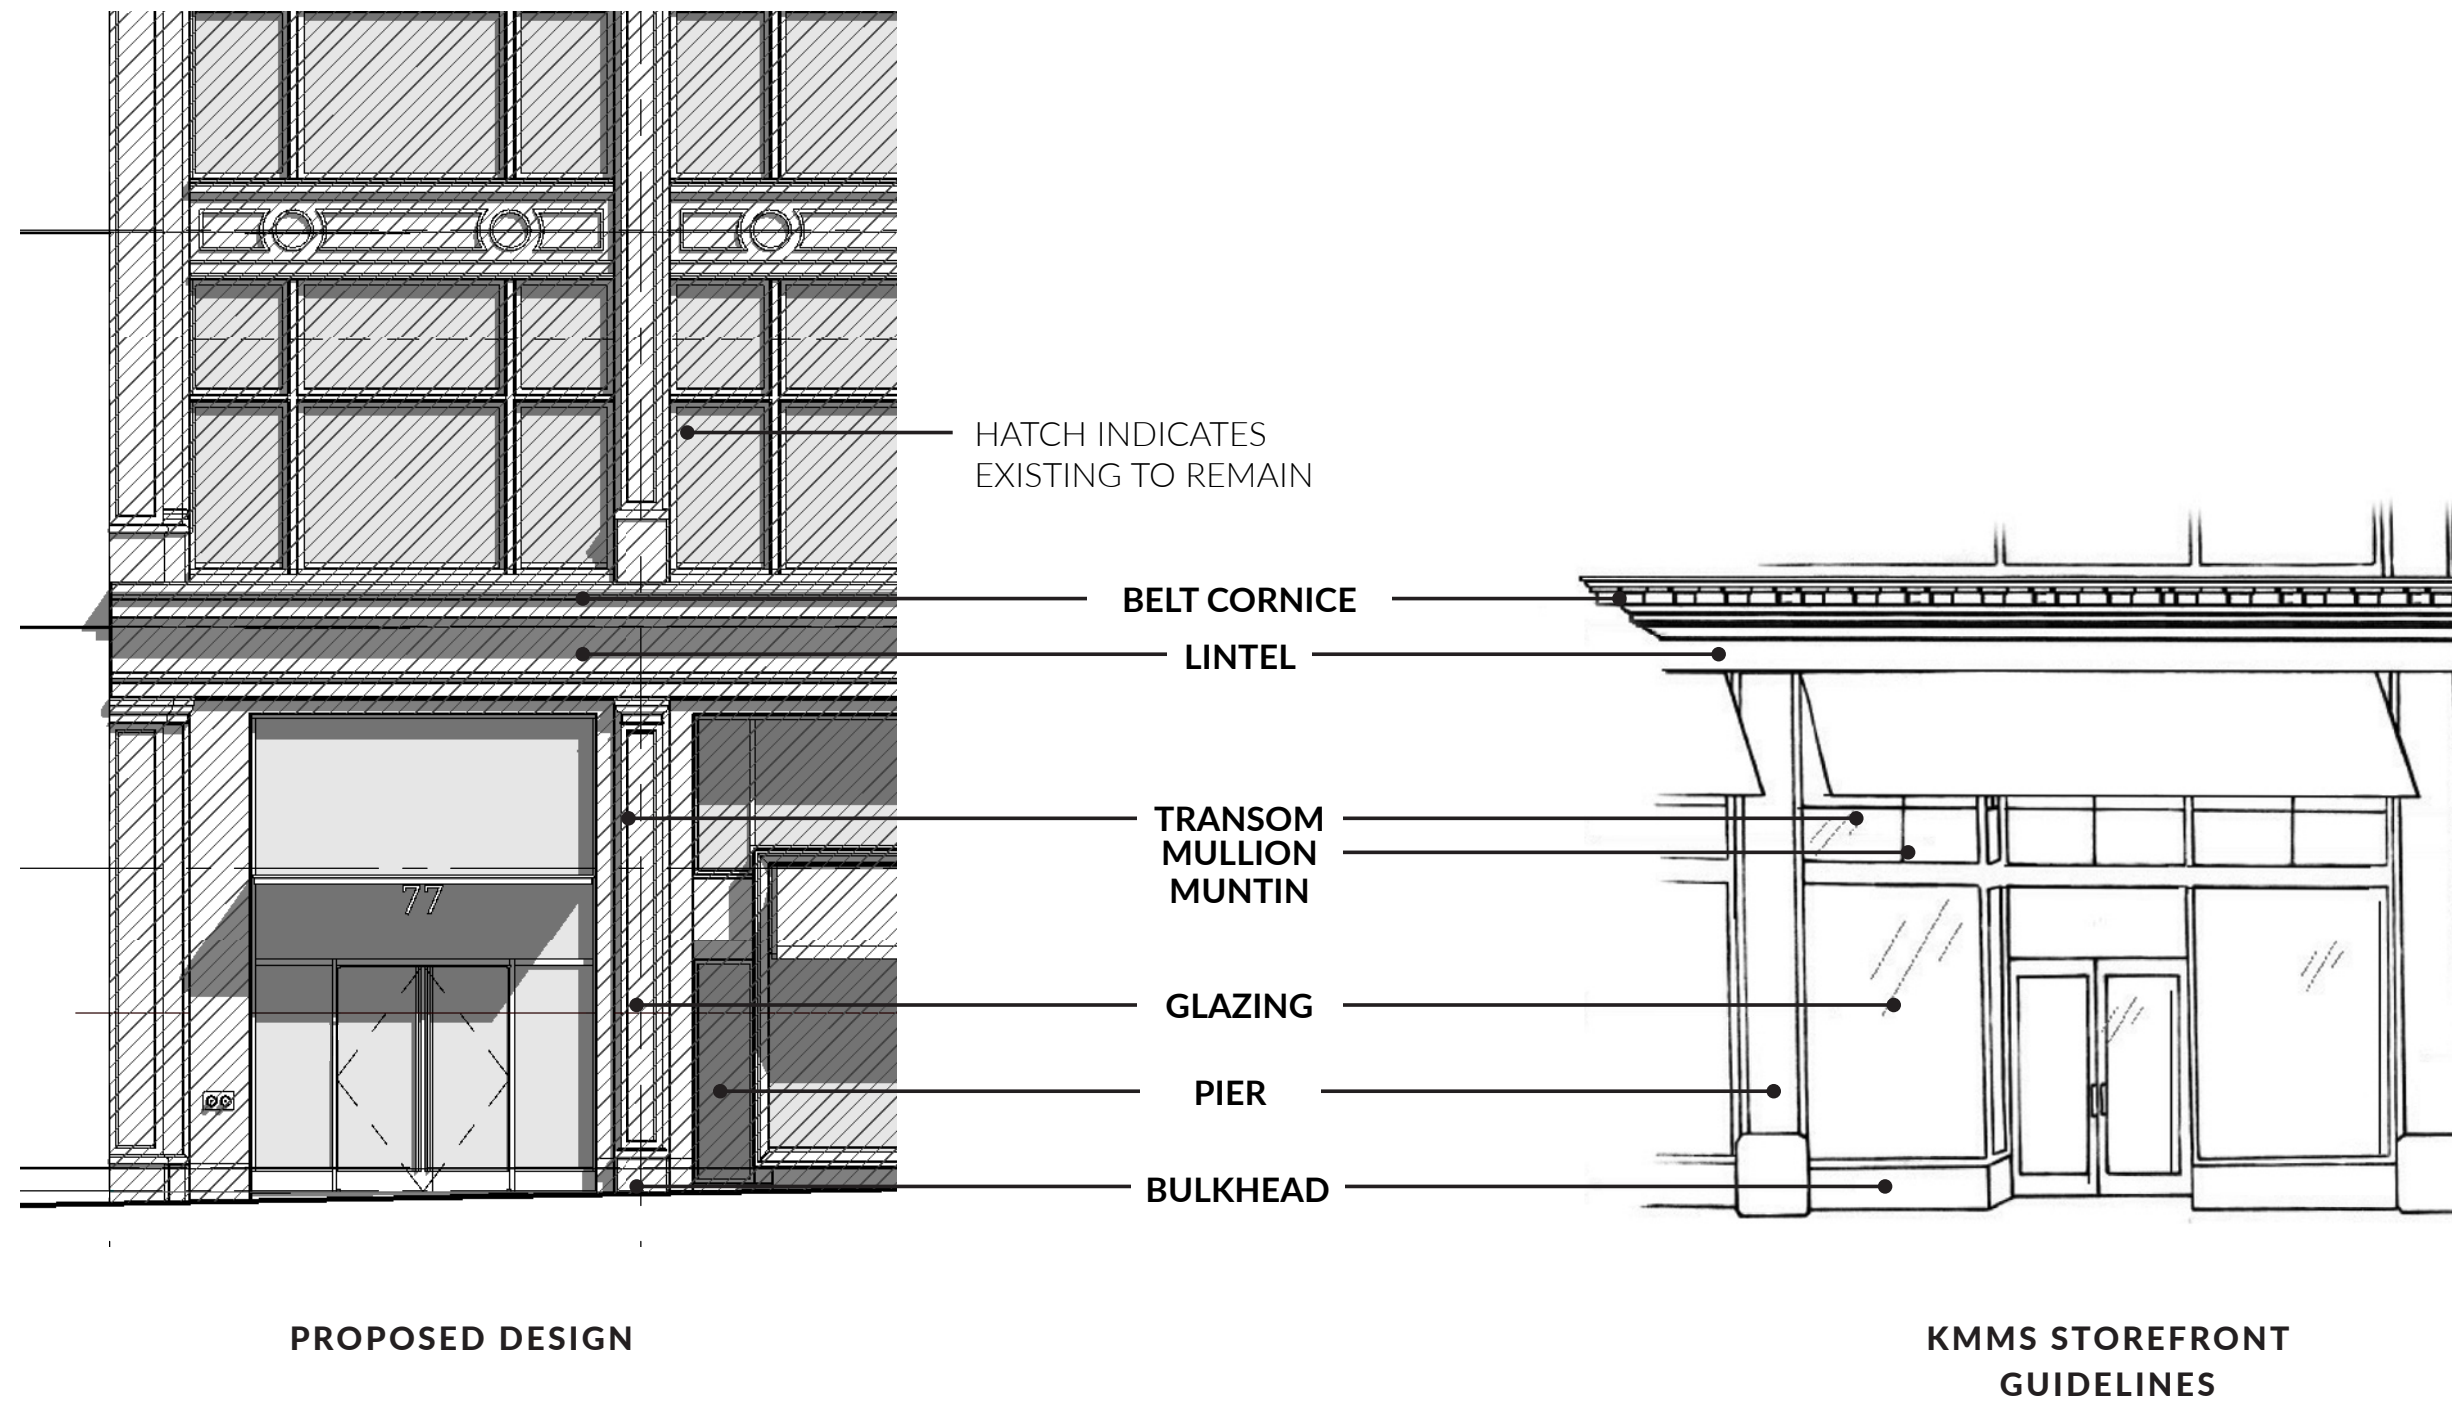 HATCH INDICATES
EXISTING TO REMAIN
BELT CORNICE
LINTEL
TRANSOM
MULLION
MUNTIN
77
GLAZING
PIER
BULKHEAD
PROPOSED DESIGN
KMMS STOREFRONT
GUIDELINES